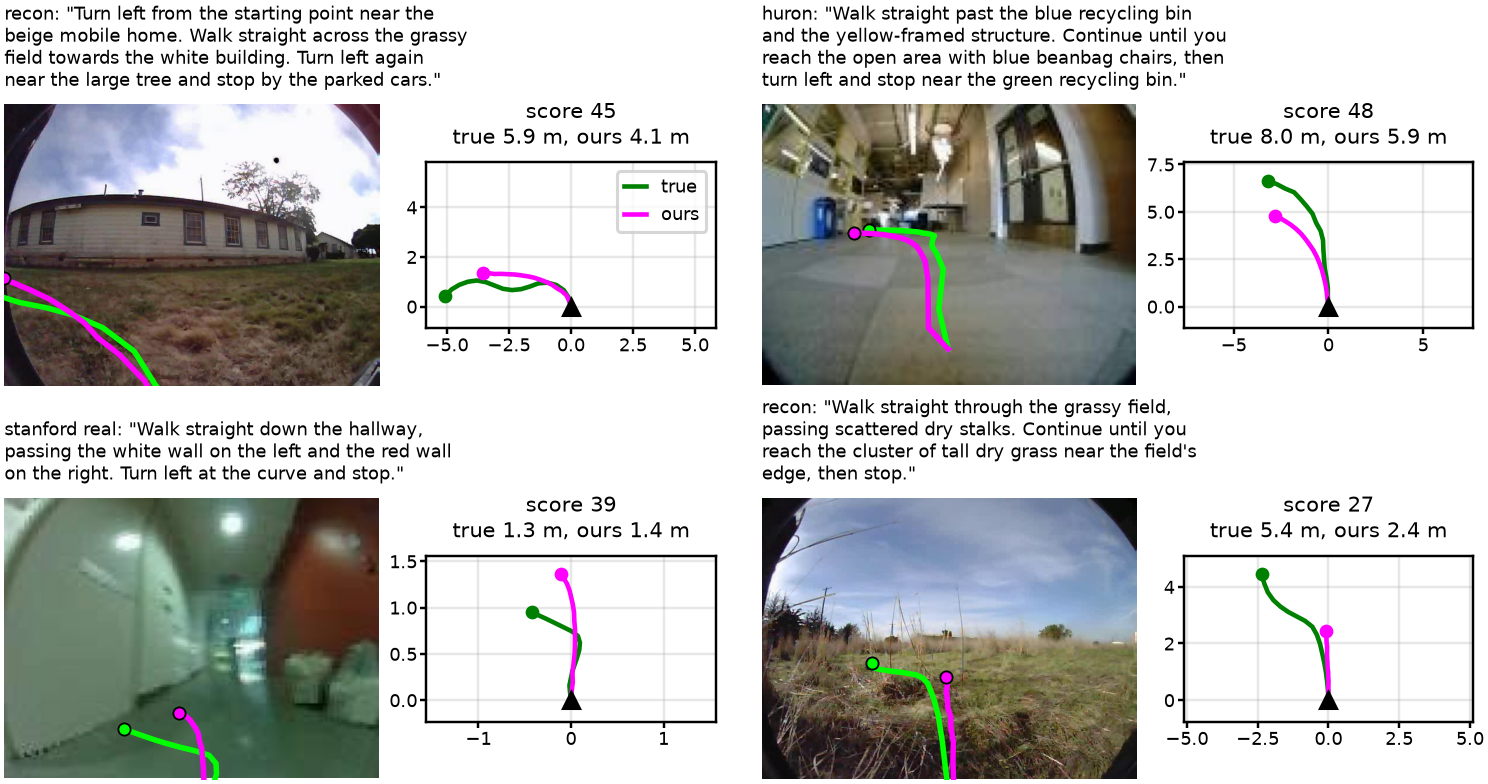 recon: "Turn left from the starting point near the
beige mobile home. Walk straight across the grassy
field towards the white building. Turn left again
near the large tree and stop by the parked cars."
score 45
true 5.9 m, ours 4.1 m
true
ours
4
2
0
−5.0 −2.5 0.0 2.5 5.0
huron: "Walk straight past the blue recycling bin
and the yellow-framed structure. Continue until you
reach the open area with blue beanbag chairs, then
turn left and stop near the green recycling bin."
score 48
true 8.0 m, ours 5.9 m
7.5
5.0
2.5
0.0
−5 0 5
stanford real: "Walk straight down the hallway,
passing the white wall on the left and the red wall
on the right. Turn left at the curve and stop."
score 39
true 1.3 m, ours 1.4 m
1.5
1.0
0.5
0.0
−1 0 1
recon: "Walk straight through the grassy field,
passing scattered dry stalks. Continue until you
reach the cluster of tall dry grass near the field's
edge, then stop."
score 27
true 5.4 m, ours 2.4 m
4
2
0
−5.0 −2.5 0.0 2.5 5.0